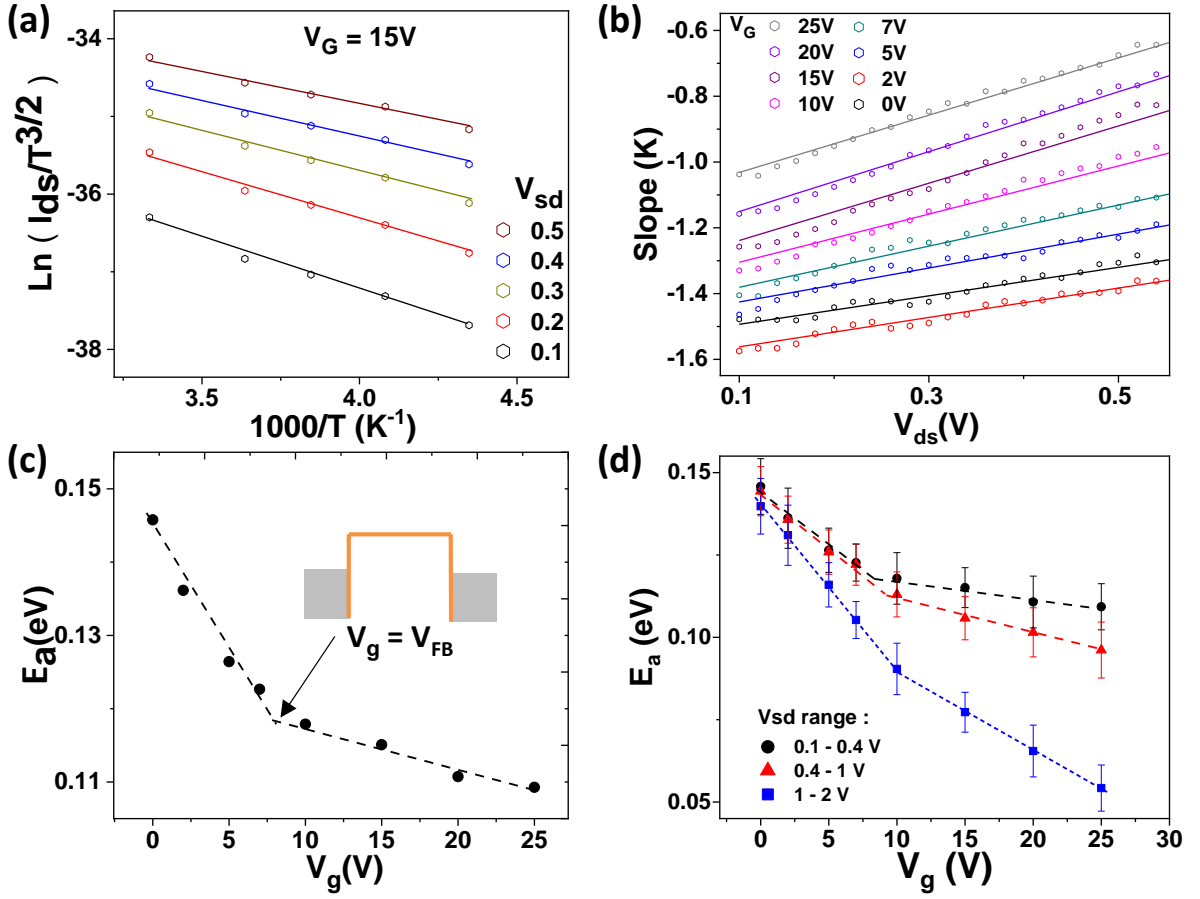 (a)
V_G = 15V
Ln ( I_ds/T^3/2 )
-34
-36
-38
3.5 4.0 4.5
1000/T (K^-1)
V_sd
0.5
0.4
0.3
0.2
0.1
(b)
V_G
25V 7V
20V 5V
15V 2V
10V 0V
Slope (K)
-0.6
-0.8
-1.0
-1.2
-1.4
-1.6
0.1 0.3 0.5
V_ds(V)
(c)
E_a(eV)
0.15
0.13
0.11
V_g = V_FB
0 5 10 15 20 25
V_g(V)
(d)
E_a (eV)
0.15
0.10
0.05
Vsd range :
0.1 - 0.4 V
0.4 - 1 V
1 - 2 V
0 5 10 15 20 25 30
V_g (V)